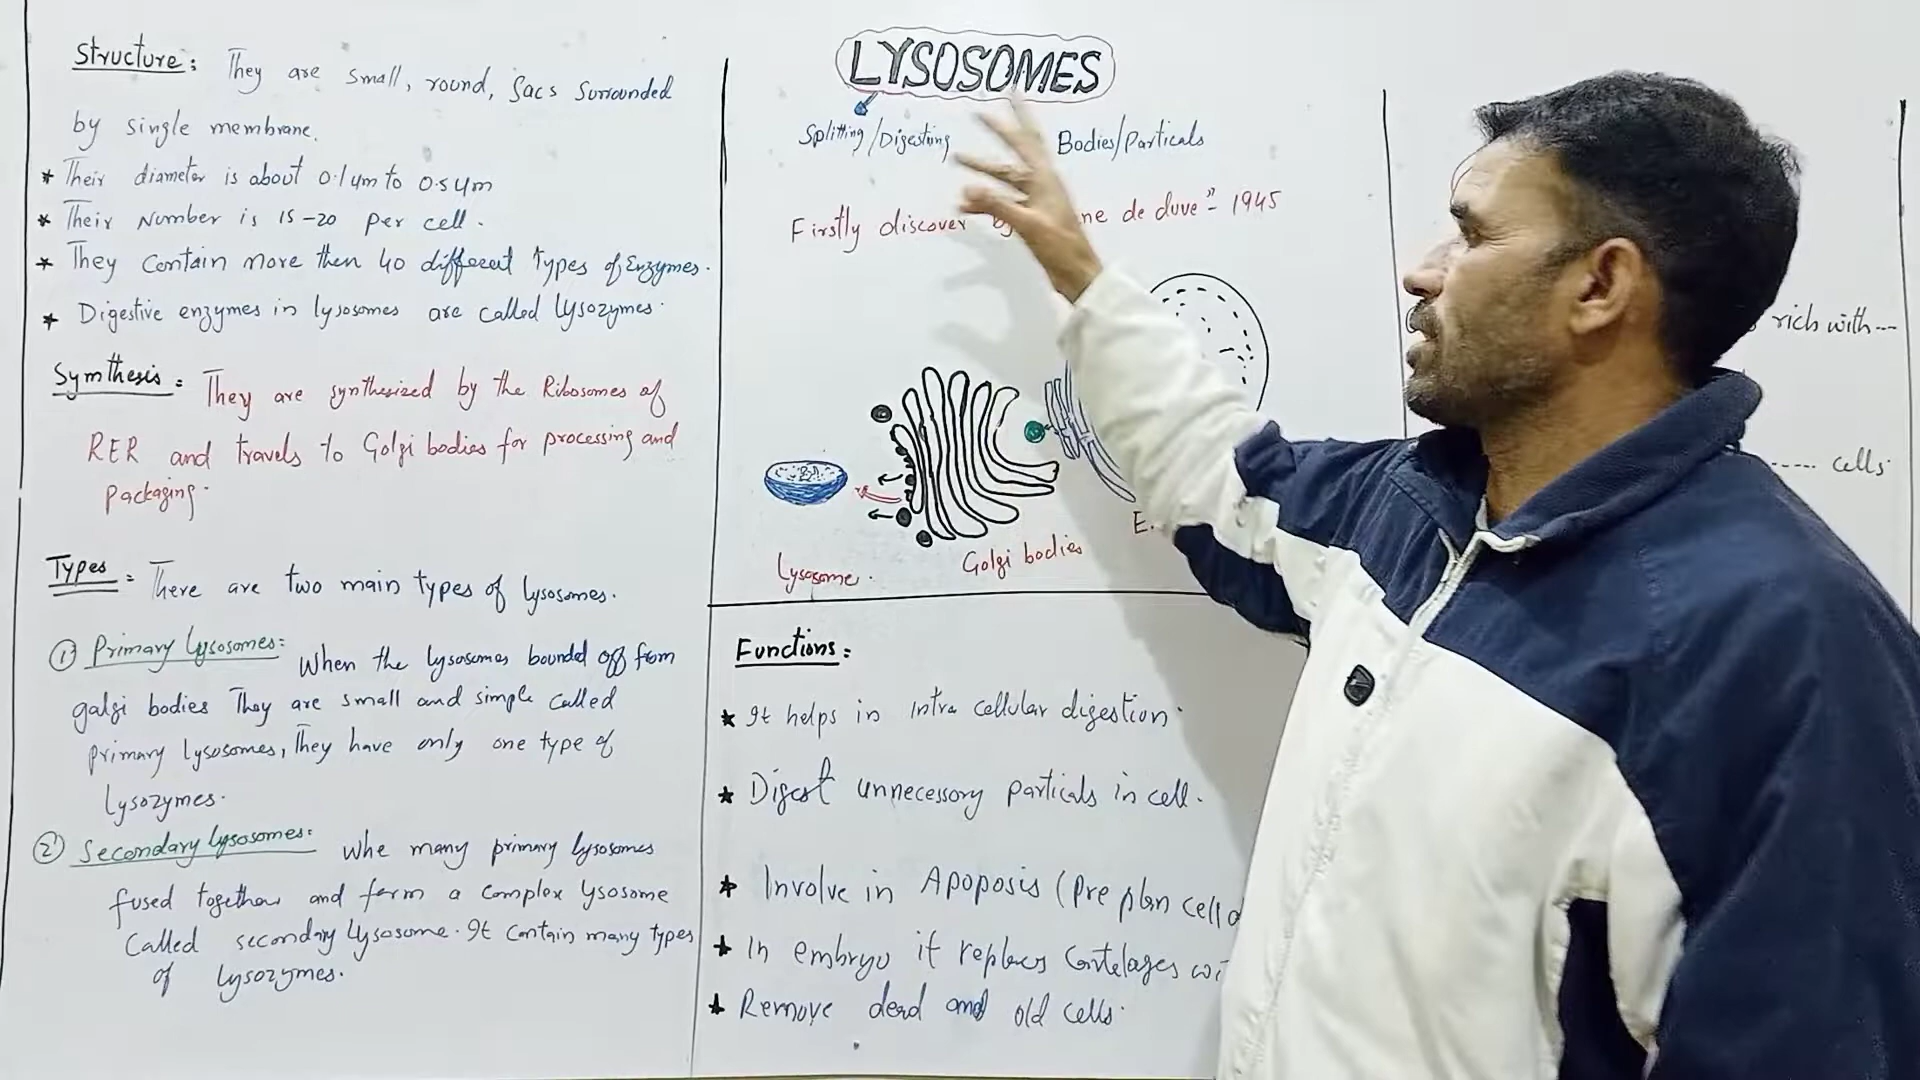 Structure: They are small, round, Sacs Surrounded
by single membrane.
* Their diameter is about 0.1 µm to 0.5 µm
* Their Number is 15-20 Per cell.
* They contain more then 40 different types of Enzymes.
* Digestive enzymes in lysosomes are called lysozymes.
Synthesis: They are synthesized by the Ribosomes of
RER and travels to Golgi bodies for processing and
packaging.
Types: There are two main types of lysosomes.
① Primary lysosomes: When the lysosomes bounded off from
galgi bodies They are small and simple called
primary lysosomes, They have only one type of
Lysozymes.
② Secondary lysosomes: Whe many primary lysosomes
fused together and form a complex lysosome
Called secondary Lysosome. It contain many types
of lysozymes.
LYSOSOMES
Splitting/Digesting Bodies/Particals
Firstly discover de duve" - 1945
Lysosome.
Golgi bodies
E.
Functions:
* It helps in intra cellular digestion.
* Digest unnecessary particals in cell.
* Involve in Apoposis (Pre plan cell
* In embryo it replaces Cartelages
* Remove dead and old cells.
rich with---
----- cells